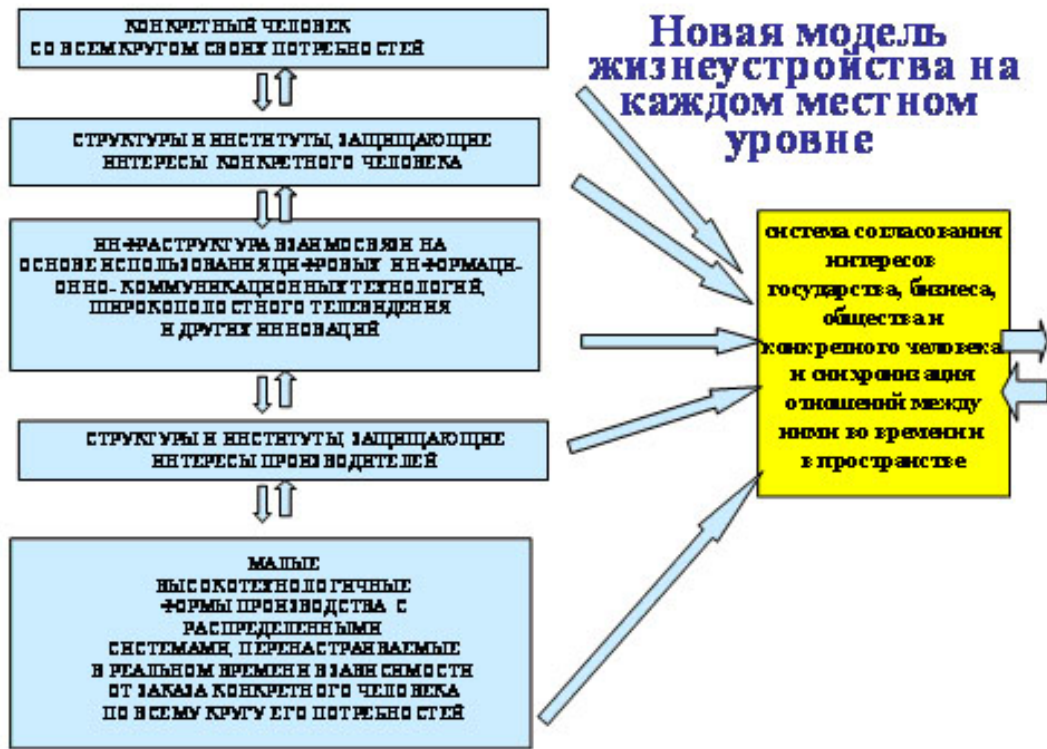 КОНКРЕТНЫЙ ЧЕЛОВЕК
СО ВСЕМ КРУГОМ СВОИХ ПОТРЕБНОСТЕЙ
Новая модель
жизнеустройства на
каждом местном
уровне
СТРУКТУРЫ И ИНСТИТУТЫ, ЗАЩИЩАЮЩИЕ
ИНТЕРЕСЫ КОНКРЕТНОГО ЧЕЛОВЕКА
ИНФРАСТРУКТУРА ВЗАИМОСВЯЗИ НА
ОСНОВЕ ИСПОЛЬЗОВАНИЯ ЦИФРОВЫХ ИНФОРМАЦИ-
ОННО- КОММУНИКАЦИОННЫХ ТЕХНОЛОГИЙ,
ШИРОКОПОЛОСТНОГО ТЕЛЕВИДЕНИЯ
И ДРУГИХ ИННОВАЦИЙ
СТРУКТУРЫ И ИНСТИТУТЫ, ЗАЩИЩАЮЩИЕ
ИНТЕРЕСЫ ПРОИЗВОДИТЕЛЕЙ
МАЛЫЕ
ВЫСОКОТЕХНОЛОГИЧНЫЕ
ФОРМЫ ПРОИЗВОДСТВА С
РАСПРЕДЕЛЕННЫМИ
СИСТЕМАМИ, ПЕРЕНАСТРАИВАЕМЫЕ
В РЕАЛЬНОМ ВРЕМЕНИ В ЗАВИСИМОСТИ
ОТ ЗАКАЗА КОНКРЕТНОГО ЧЕЛОВЕКА
ПО ВСЕМУ КРУГУ ЕГО ПОТРЕБНОСТЕЙ
система согласования
интересов
государства, бизнеса,
общества и
конкретного человека
и синхронизация
отношений между
ними во времени и
в пространстве